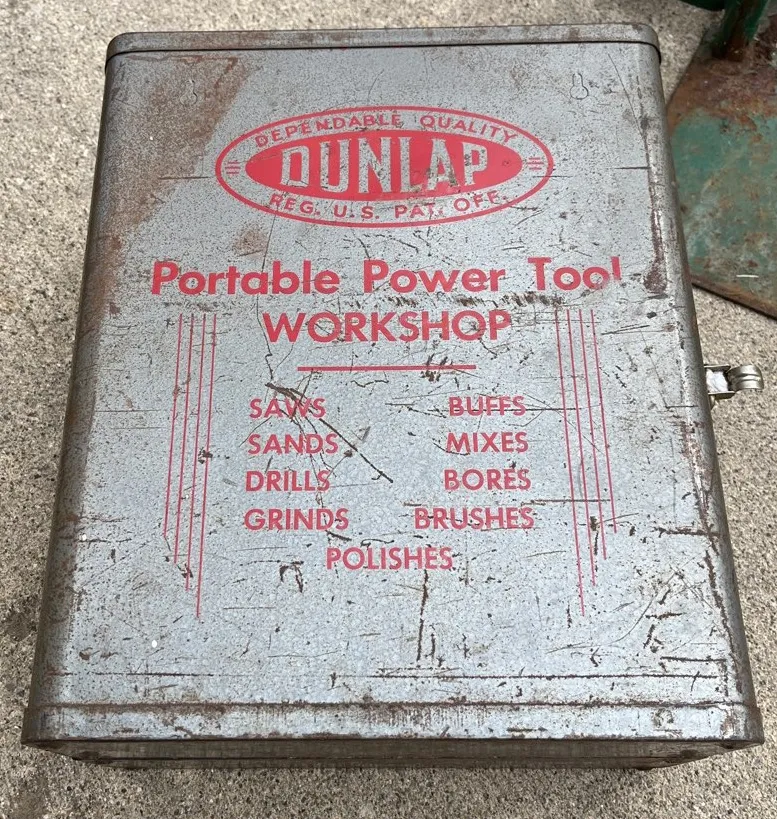 DEPENDABLE QUALITY
DUNLAP
REG. U.S. PAT. OFF.
Portable Power Tool
WORKSHOP
SAWS BUFFS
SANDS MIXES
DRILLS BORES
GRINDS BRUSHES
POLISHES